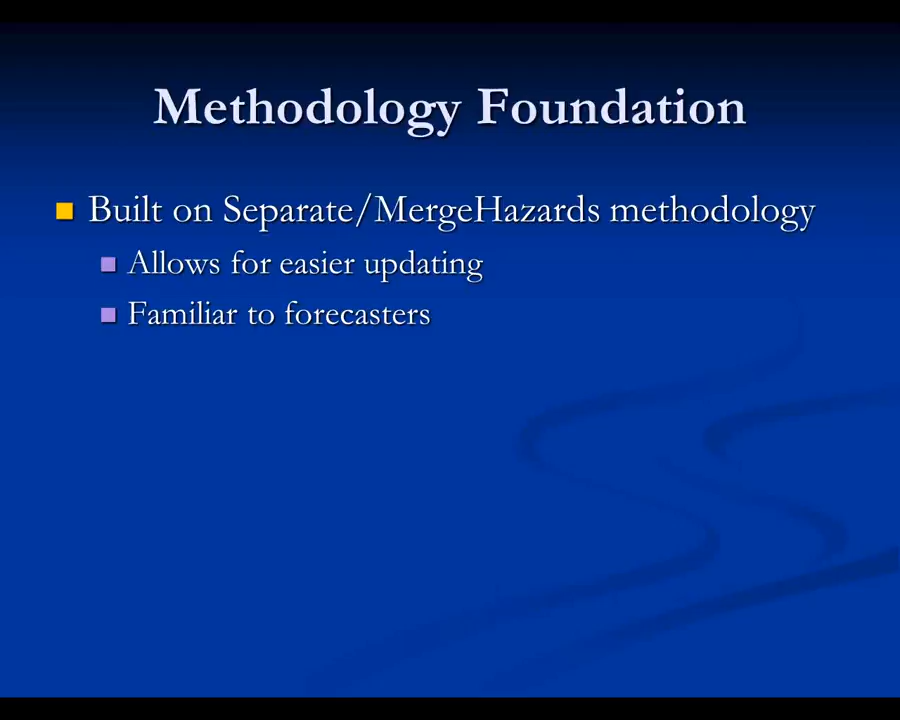 Methodology Foundation
Built on Separate/MergeHazards methodology
Allows for easier updating
Familiar to forecasters